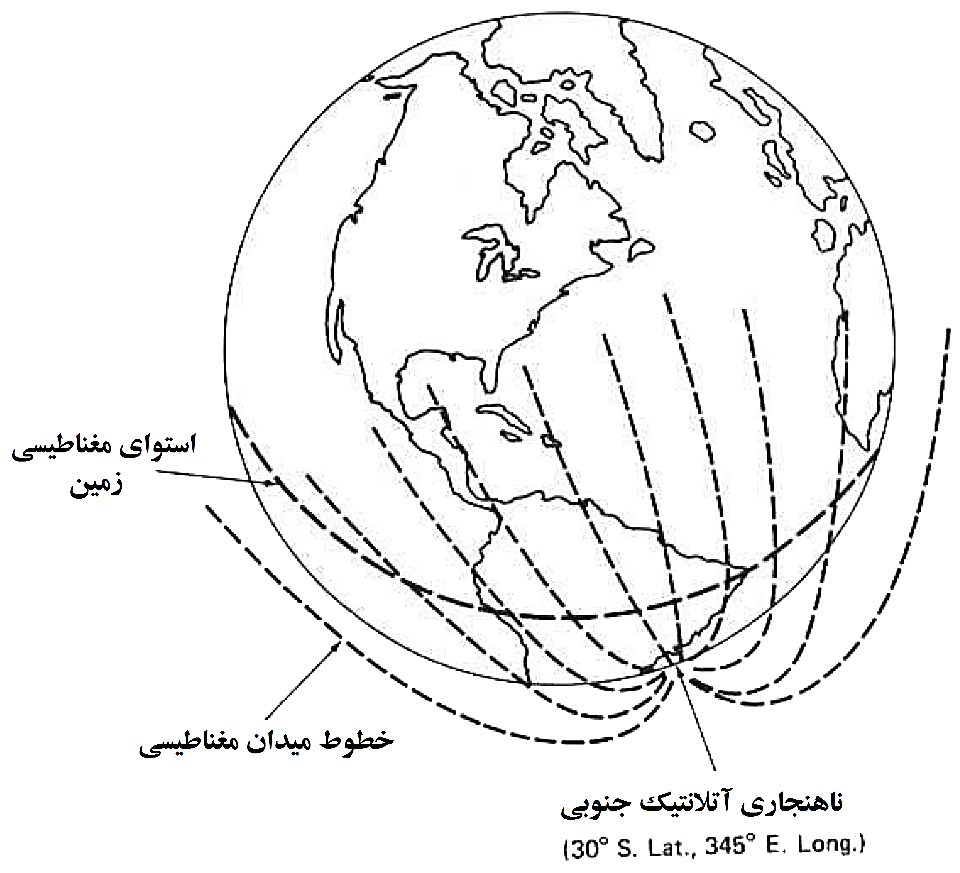 استوای مغناطیسی
زمین
خطوط میدان مغناطیسی
ناهنجاری آتلانتیک جنوبی
(30° S. Lat., 345° E. Long.)